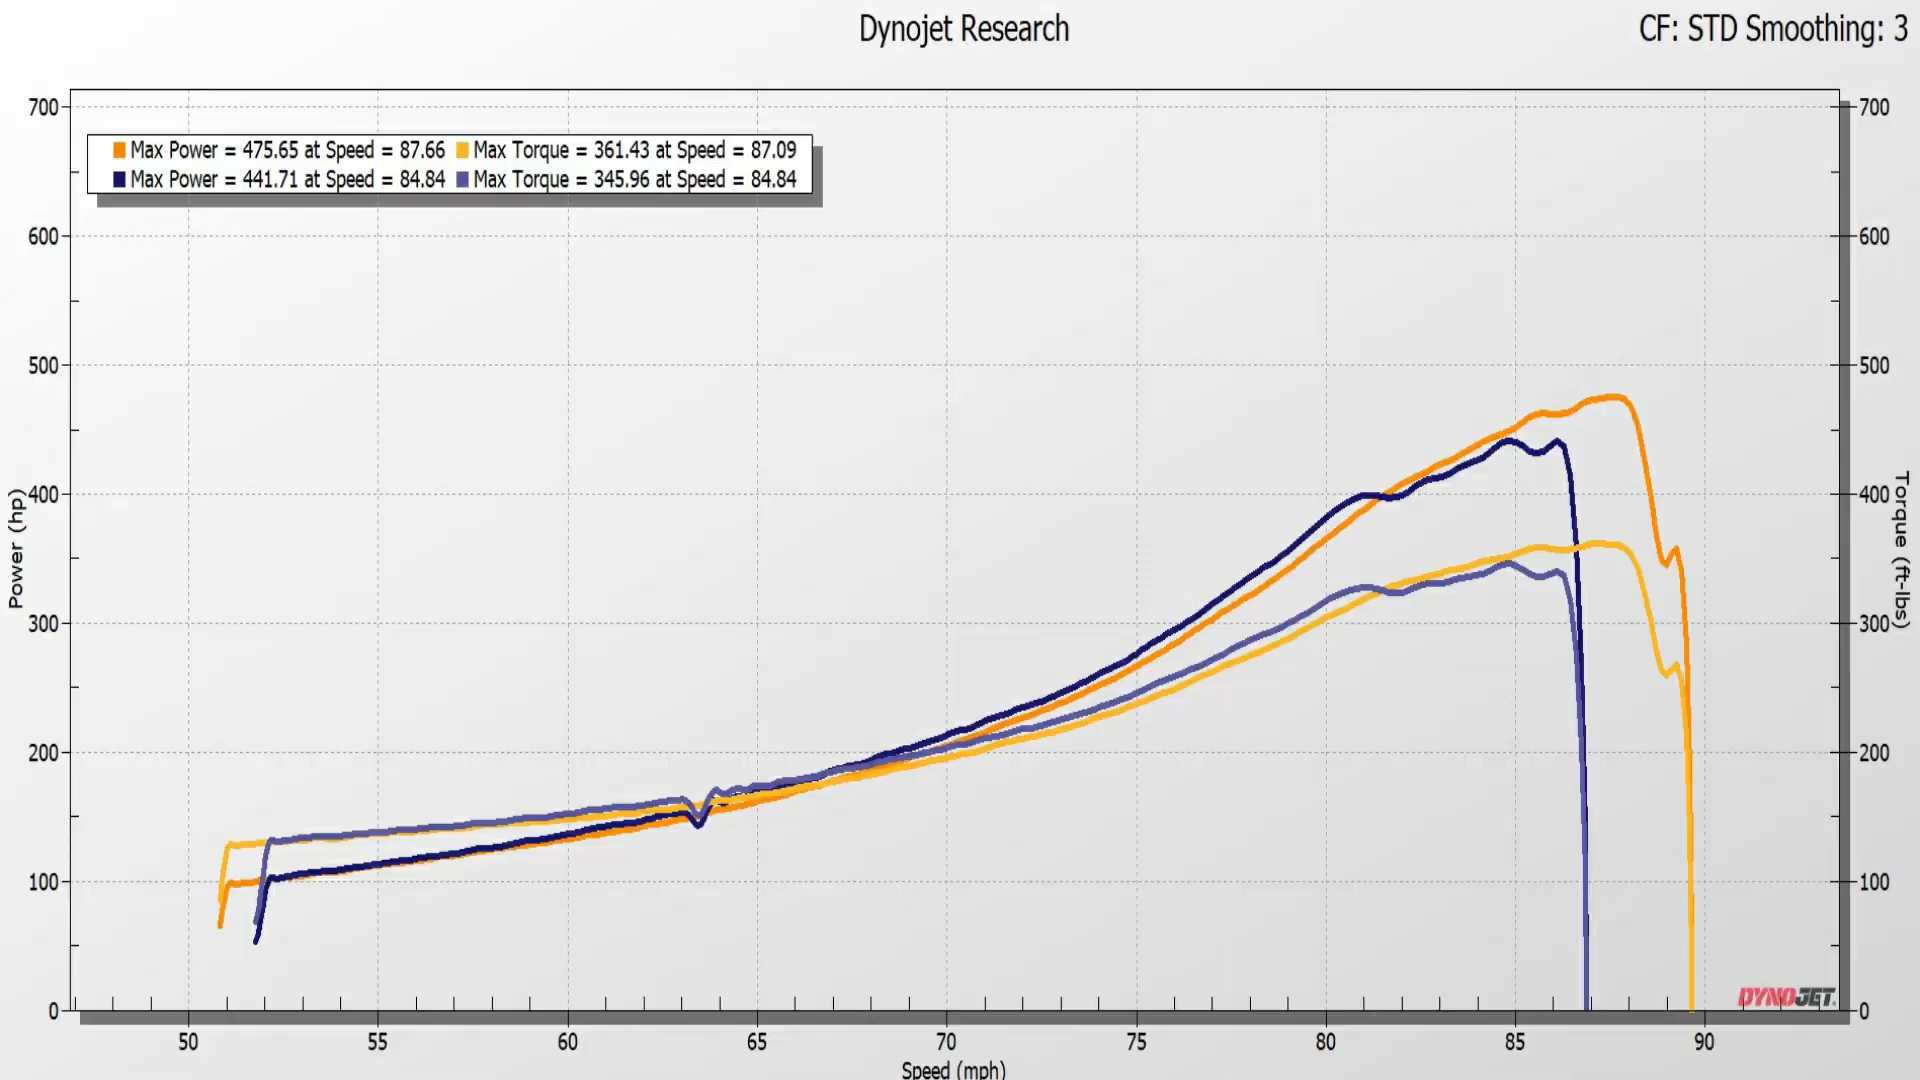 Dynojet Research
CF: STD Smoothing: 3
Max Power = 475.65 at Speed = 87.66 Max Torque = 361.43 at Speed = 87.09
Max Power = 441.71 at Speed = 84.84 Max Torque = 345.96 at Speed = 84.84
700
600
500
400
300
200
100
0
Power (hp)
700
600
500
400
300
200
100
0
Torque (ft-lbs)
DYNOJET
50 55 60 65 70 75 80 85 90
Speed (mph)